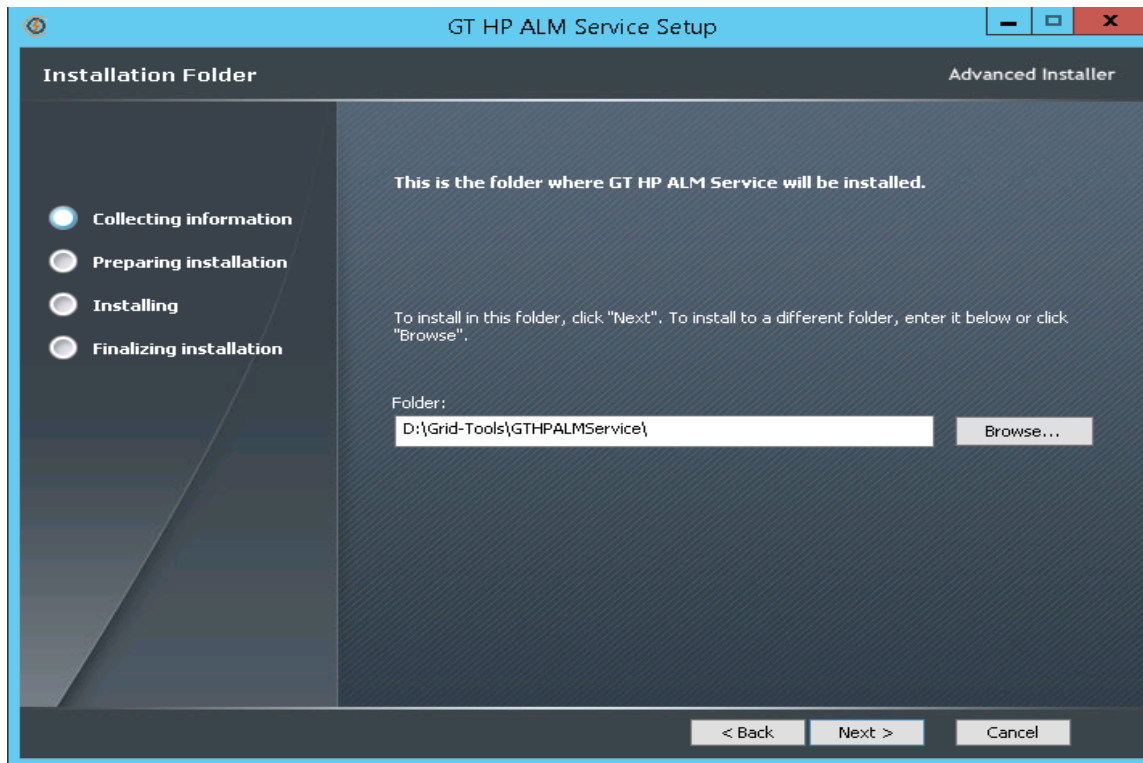 GT HP ALM Service Setup
Installation Folder
Advanced Installer
This is the folder where GT HP ALM Service will be installed.
Collecting information
Preparing installation
Installing
Finalizing installation
To install in this folder, click "Next". To install to a different folder, enter it below or click
"Browse".
Folder:
D:\Grid-Tools\GTHPALMService\
Browse...
< Back
Next >
Cancel